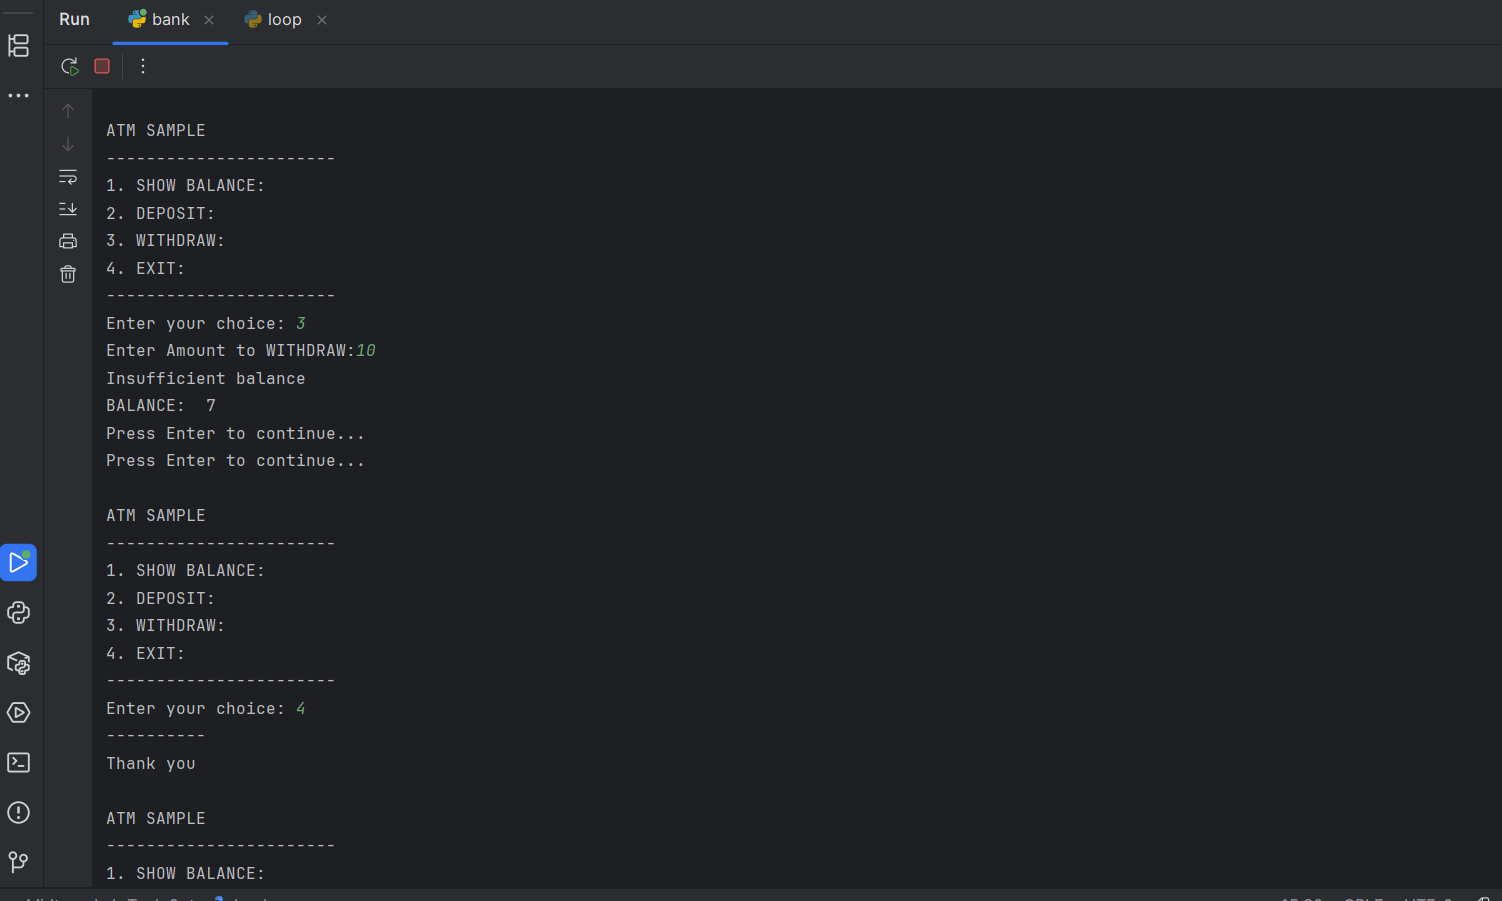 Run bank loop
ATM SAMPLE
-----------------------
1. SHOW BALANCE:
2. DEPOSIT:
3. WITHDRAW:
4. EXIT:
-----------------------
Enter your choice: 3
Enter Amount to WITHDRAW:10
Insufficient balance
BALANCE:  7
Press Enter to continue...
Press Enter to continue...
ATM SAMPLE
-----------------------
1. SHOW BALANCE:
2. DEPOSIT:
3. WITHDRAW:
4. EXIT:
-----------------------
Enter your choice: 4
----------
Thank you
ATM SAMPLE
-----------------------
1. SHOW BALANCE: